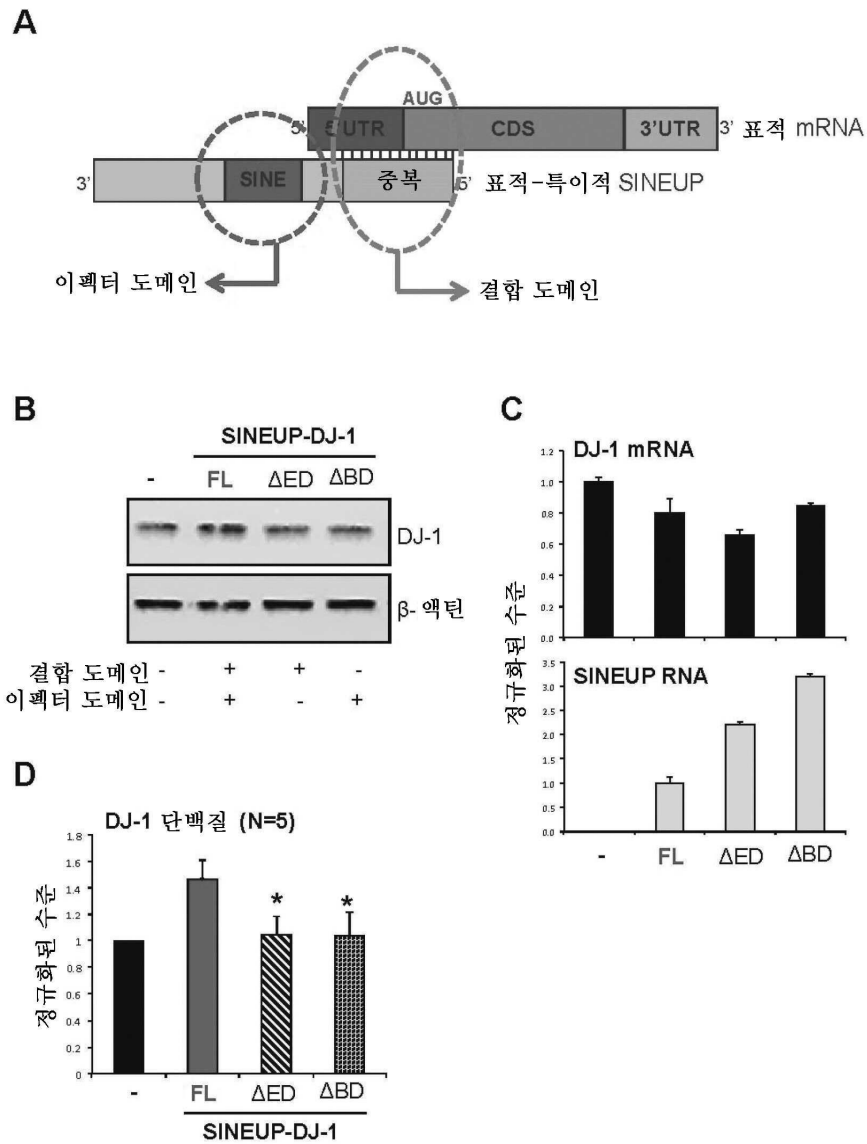 A
AUG
5' 5'UTR CDS 3'UTR 3' 표적 mRNA
3' SINE 중복 5' 표적-특이적 SINEUP
이펙터 도메인
결합 도메인
B
SINEUP-DJ-1
- FL ΔED ΔBD
DJ-1
β- 액틴
결합 도메인 - + + -
이펙터 도메인 - + - +
C
정규화된 수준
DJ-1 mRNA
1.2
1.0
0.8
0.6
0.4
0.2
0.0
SINEUP RNA
3.5
3.0
2.5
2.0
1.5
1.0
0.5
0.0
- FL ΔED ΔBD
D
DJ-1 단백질 (N=5)
정규화된 수준
1.8
1.6
1.4
1.2
1
0.8
0.6
0.4
0.2
0
* *
- FL ΔED ΔBD
SINEUP-DJ-1